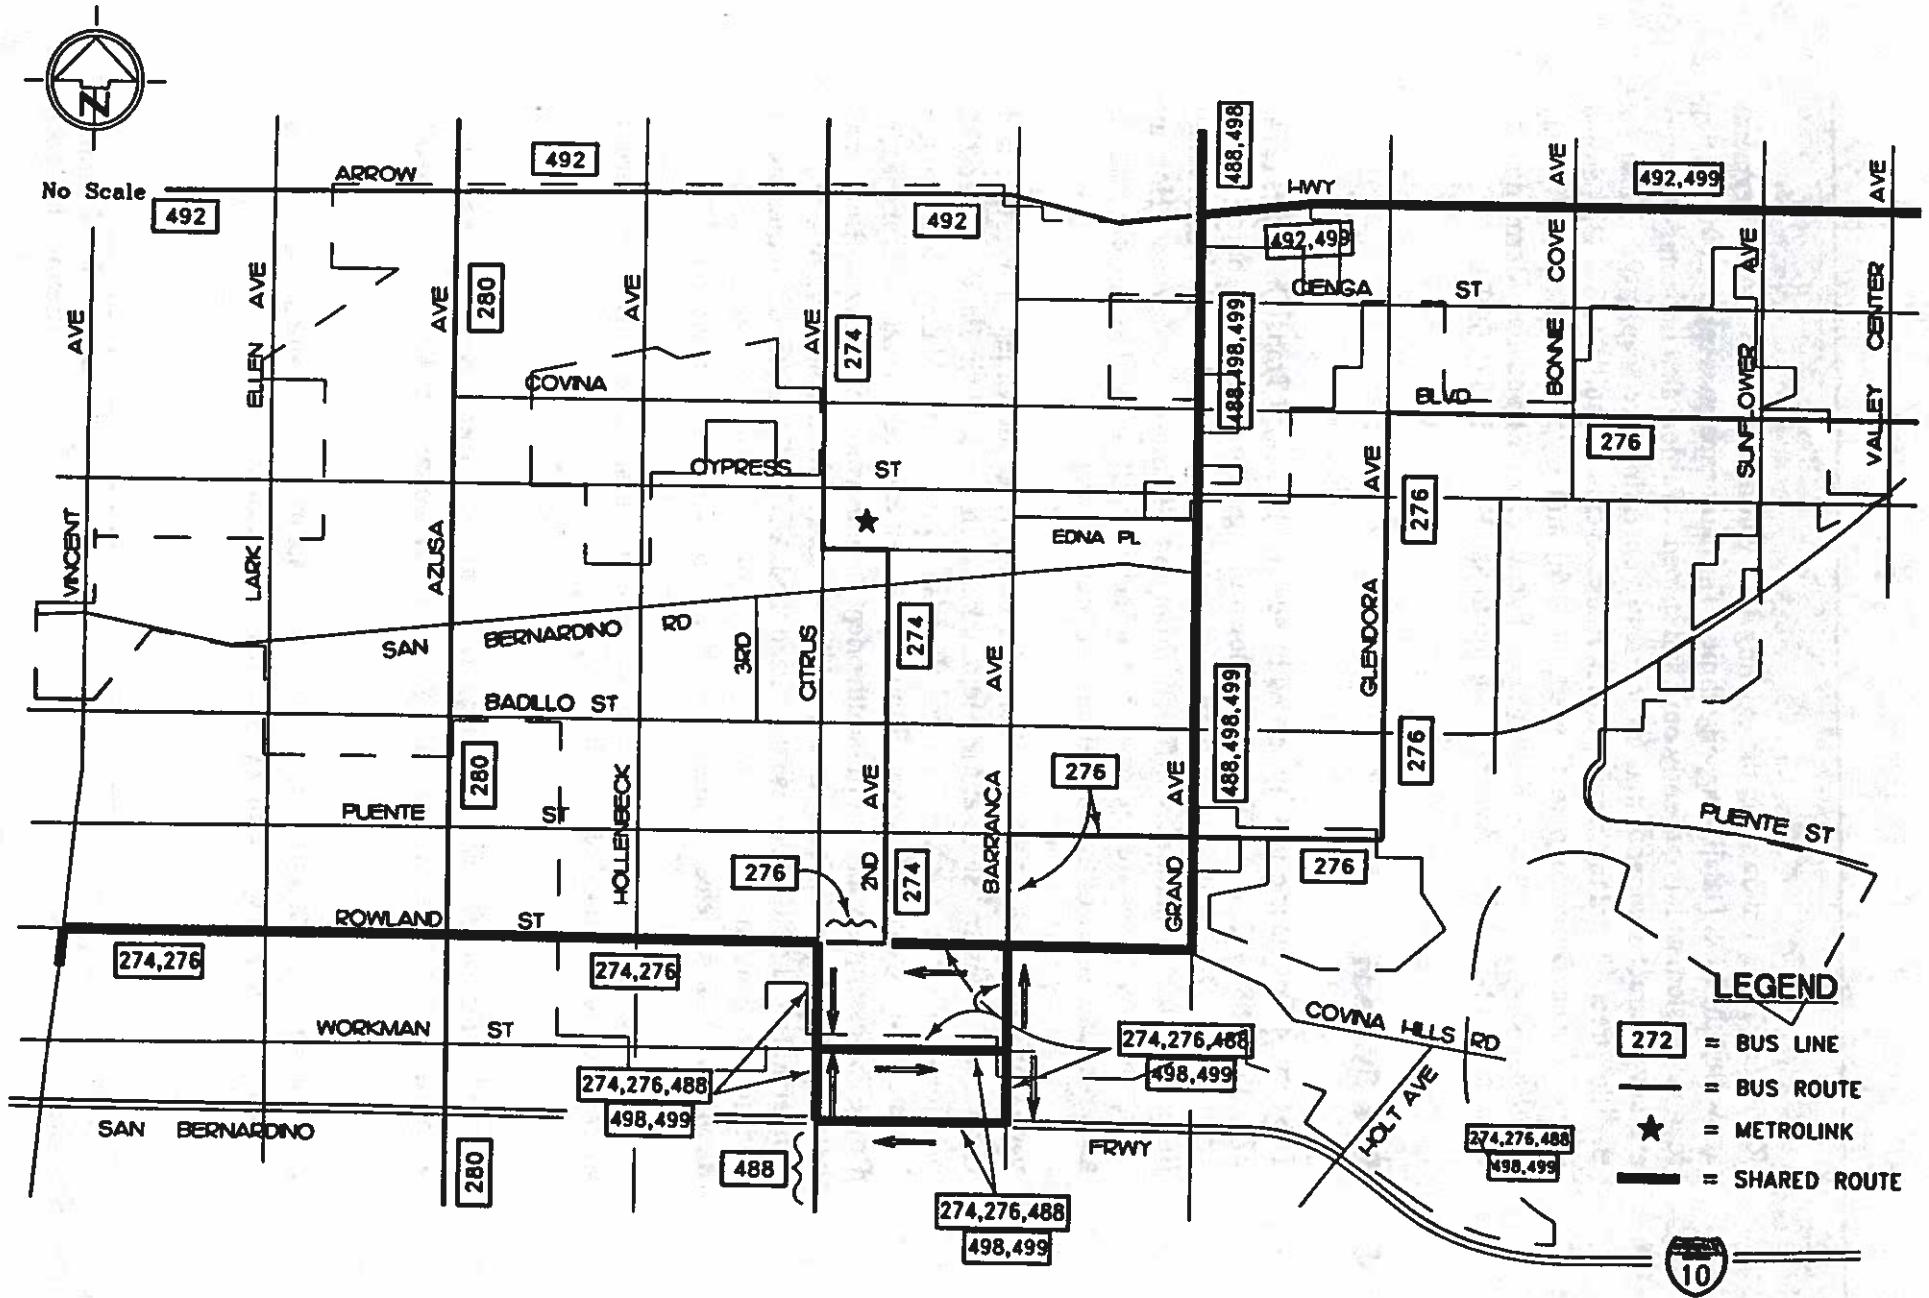 N
No Scale
ARROW
HWY
492
492
492
492,499
492,499
488,498
AVE
AVE
AVE
AVE
AVE
AVE
AVE
AVE
AVE
ELLEN
COVE
BONNE
CENTER
VALLEY
SUNFLOWER
280
274
488,498,499
CIENGA
ST
COVINA
BLVD
276
CYPRESS
ST
276
VINCENT
LARK
AZUSA
EDNA PL
GLENDORA
SAN BERNARDINO RD
3RD
CITRUS
274
AVE
488,498,499
BADILLO ST
280
276
276
HOLLENBECK
AVE
BARRANCA
AVE
PUENTE
ST
PUENTE ST
276
2ND
274
GRAND
276
ROWLAND
ST
274,276
274,276
WORKMAN
ST
274,276,488
498,499
274,276,488
498,499
COVINA HILLS RD
HOLT AVE
SAN BERNARDINO
FRWY
280
488
274,276,488
498,499
274,276,488
498,499
10
LEGEND
272 = BUS LINE
= BUS ROUTE
= METROLINK
= SHARED ROUTE